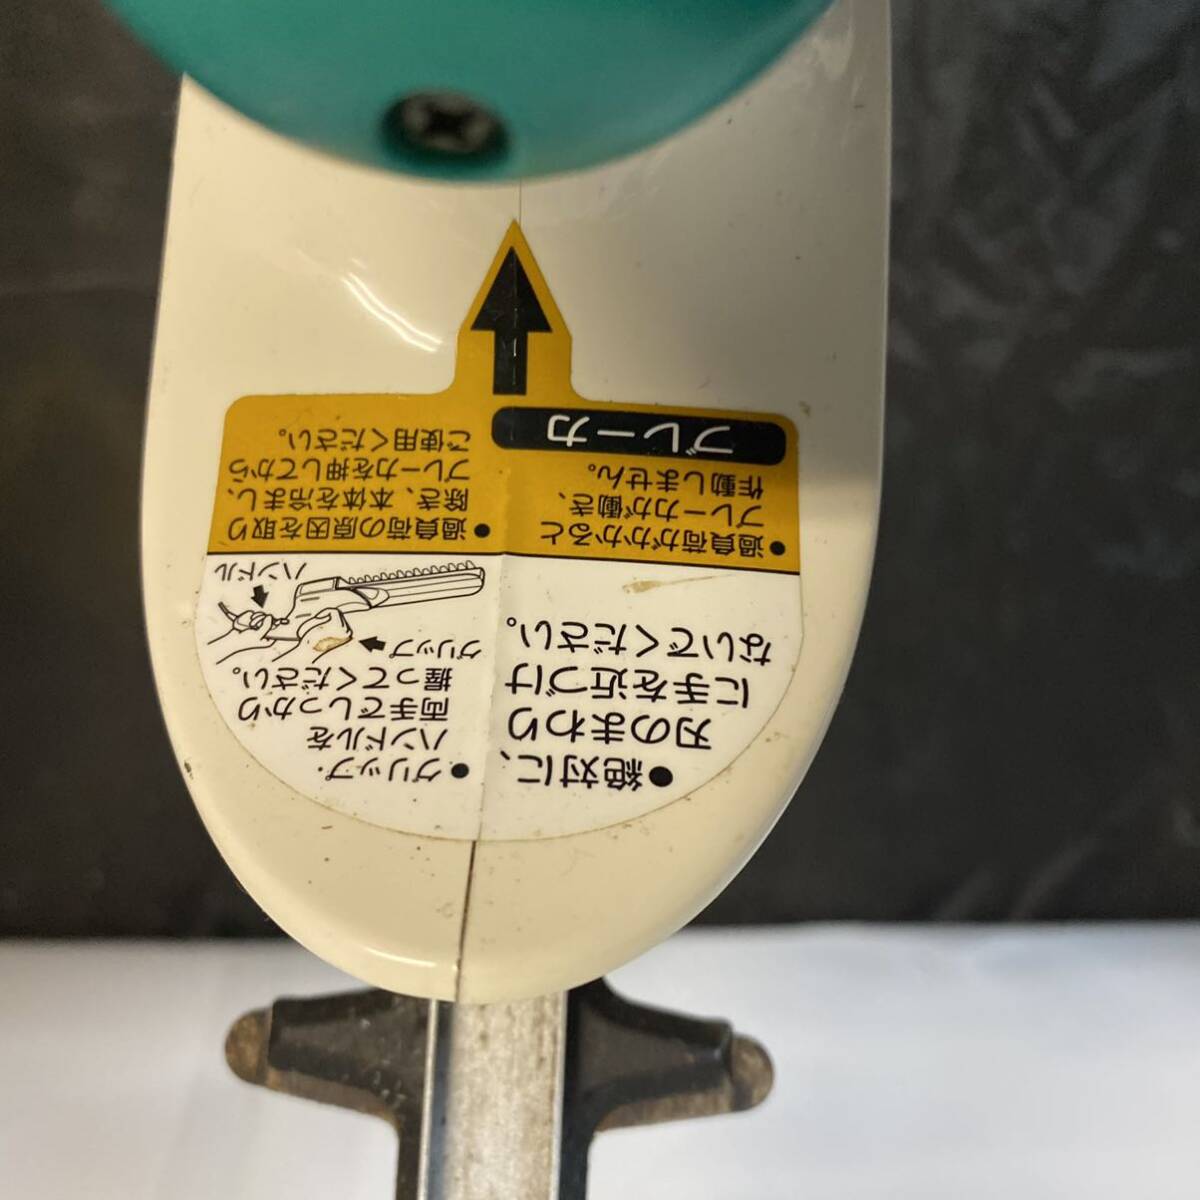 ●絶対に、
刃のまわり
に手を近づけ
ないでください。
●グリップ、
ハンドルを
両手でしっかり
握ってください。
グリップ
ハンドル
●過負荷がかかると
ブレーカが働き、
作動しません。
●過負荷の原因を取り
除き、本体を冷まし、
ブレーカを押してから
ご使用ください。
ブレーカ